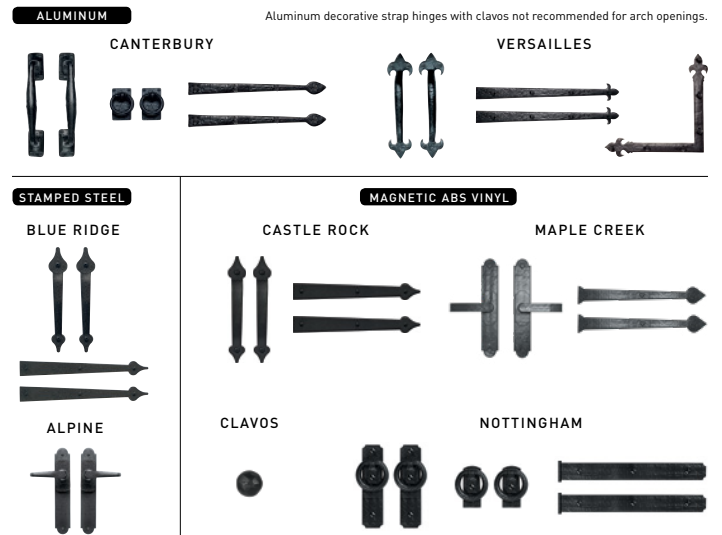 ALUMINUM
Aluminum decorative strap hinges with clavos not recommended for arch openings.
CANTERBURY
VERSAILLES
STAMPED STEEL
BLUE RIDGE
ALPINE
MAGNETIC ABS VINYL
CASTLE ROCK
MAPLE CREEK
CLAVOS
NOTTINGHAM